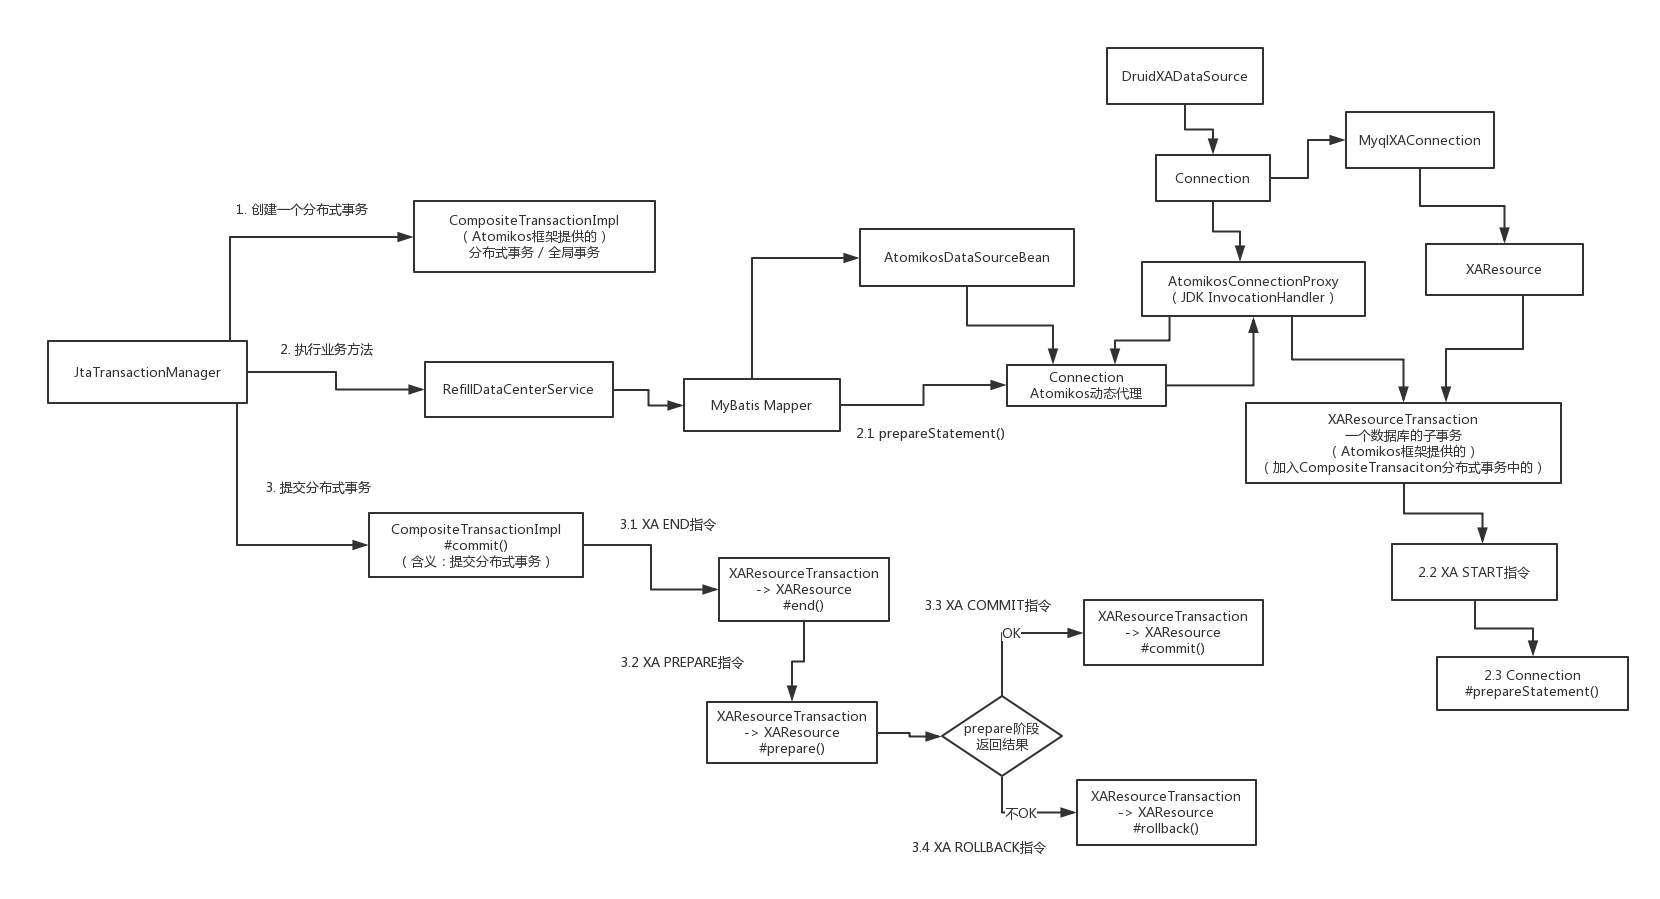 DruidXADataSource
MyqlXAConnection
Connection
1. 创建一个分布式事务
CompositeTransactionImpl
（Atomikos框架提供的）
分布式事务 / 全局事务
AtomikosDataSourceBean
AtomikosConnectionProxy
（JDK InvocationHandler）
XAResource
JtaTransactionManager
2. 执行业务方法
RefillDataCenterService
MyBatis Mapper
2.1 prepareStatement()
Connection
Atomikos动态代理
XAResourceTransaction
一个数据库的子事务
（Atomikos框架提供的）
（加入CompositeTransaciton分布式事务中的）
3. 提交分布式事务
CompositeTransactionImpl
#commit()
（含义：提交分布式事务）
3.1 XA END指令
XAResourceTransaction
-> XAResource
#end()
2.2 XA START指令
3.3 XA COMMIT指令
OK
XAResourceTransaction
-> XAResource
#commit()
3.2 XA PREPARE指令
2.3 Connection
#prepareStatement()
XAResourceTransaction
-> XAResource
#prepare()
prepare阶段
返回结果
不OK
XAResourceTransaction
-> XAResource
#rollback()
3.4 XA ROLLBACK指令